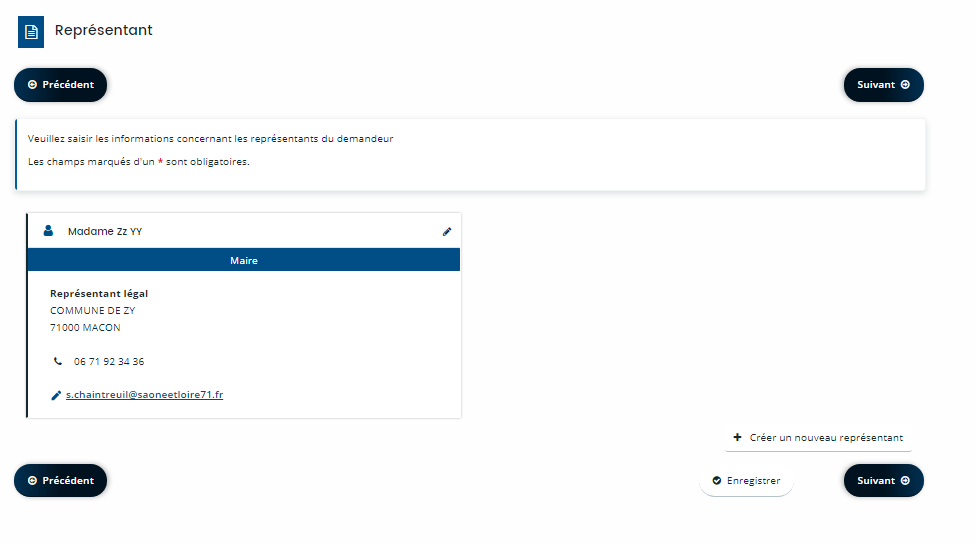 Représentant
Précédent
Suivant
Veuillez saisir les informations concernant les représentants du demandeur
Les champs marqués d'un * sont obligatoires.
Madame Zz YY
Maire
Représentant légal
COMMUNE DE ZY
71000 MACON
06 71 92 34 36
s.chaintreuil@saoneetloire71.fr
Créer un nouveau représentant
Précédent
Enregistrer
Suivant